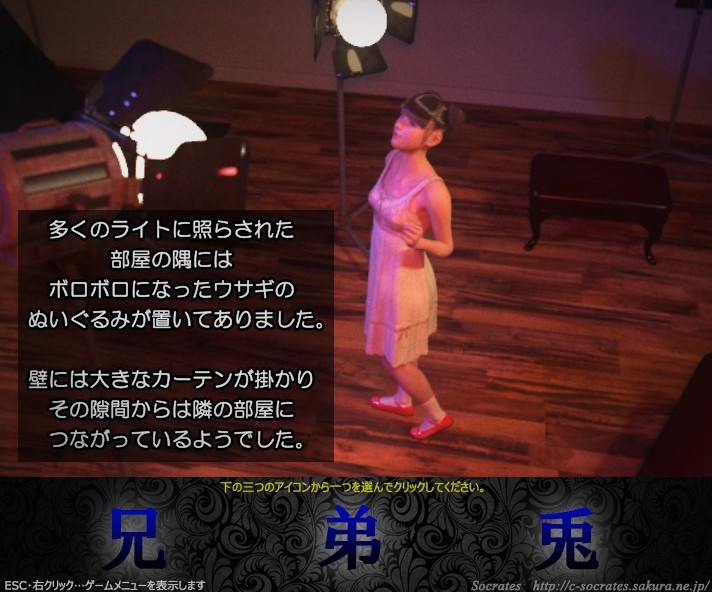 多くのライトに照らされた
部屋の隅には
ボロボロになったウサギの
ぬいぐるみが置いてありました。
壁には大きなカーテンが掛かり
その隙間からは隣の部屋に
つながっているようでした。
下の三つのアイコンから一つを選んでクリックしてください。
兄 弟 兎
ESC・右クリック…ゲームメニューを表示します
Socrates http://c-socrates.sakura.ne.jp/